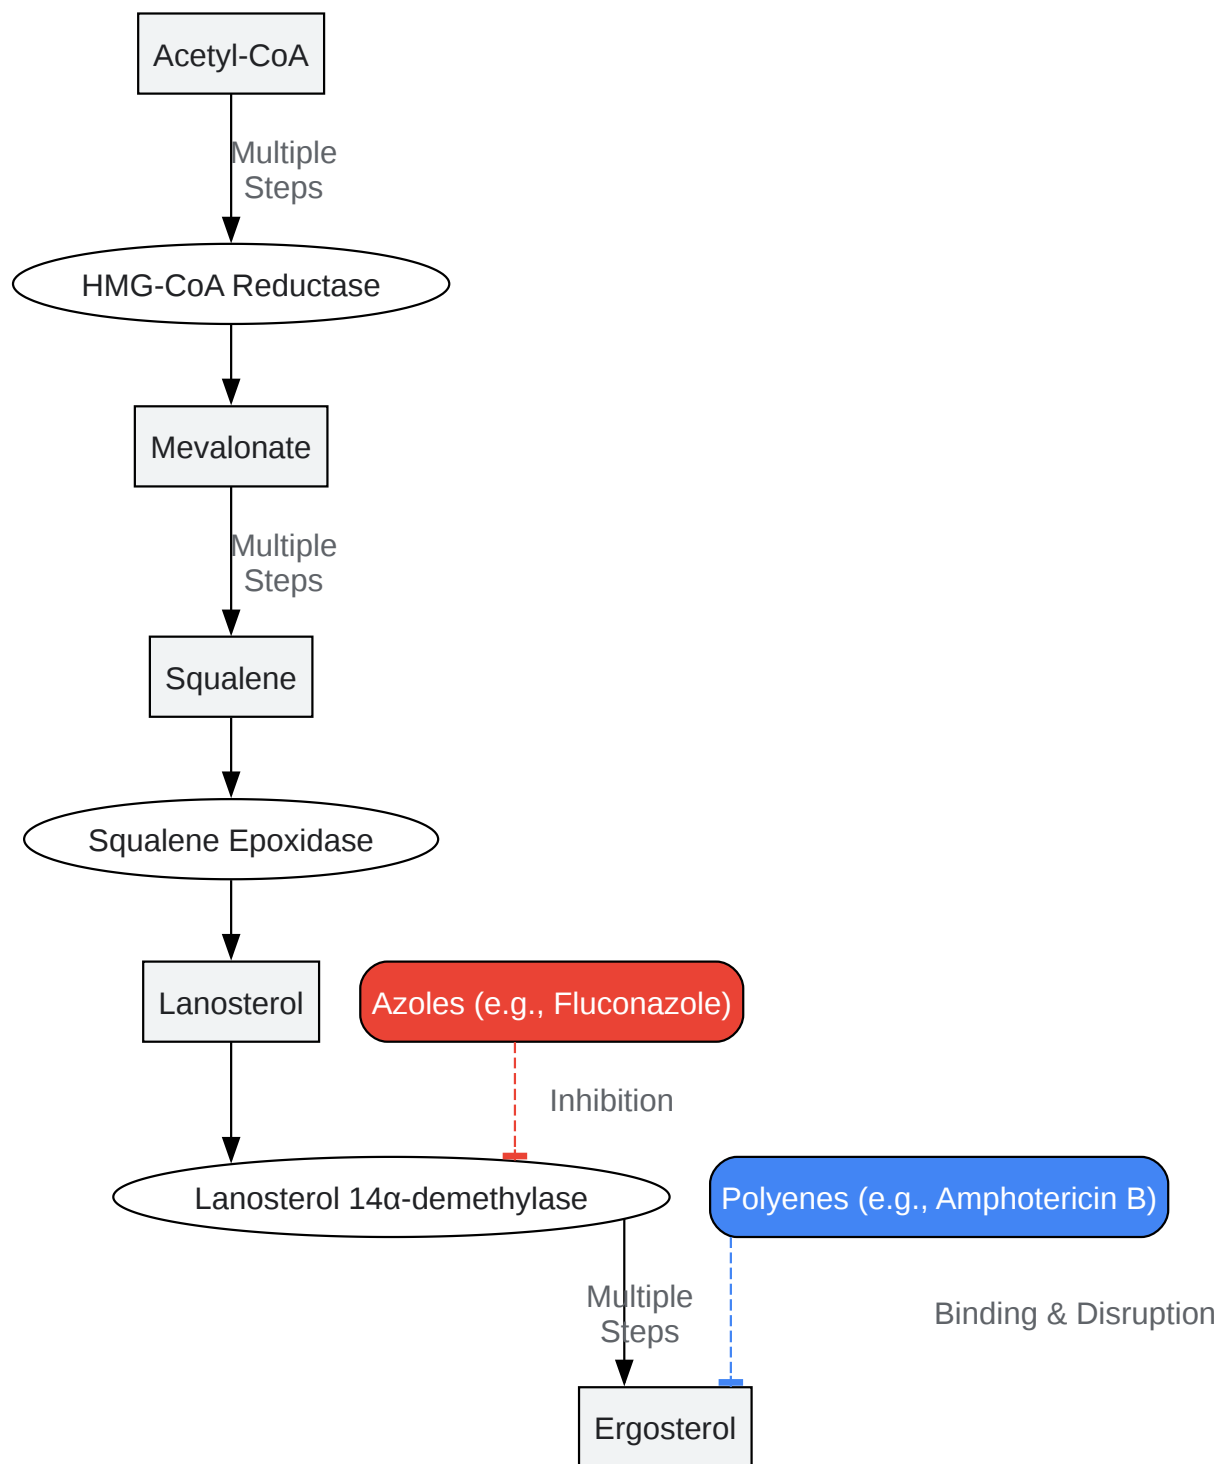 Acetyl-CoA
Multiple
Steps
HMG-CoA Reductase
Mevalonate
Multiple
Steps
Squalene
Squalene Epoxidase
Lanosterol
Azoles (e.g., Fluconazole)
Inhibition
Lanosterol 14α-demethylase
Polyenes (e.g., Amphotericin B)
Multiple
Steps
Binding & Disruption
Ergosterol